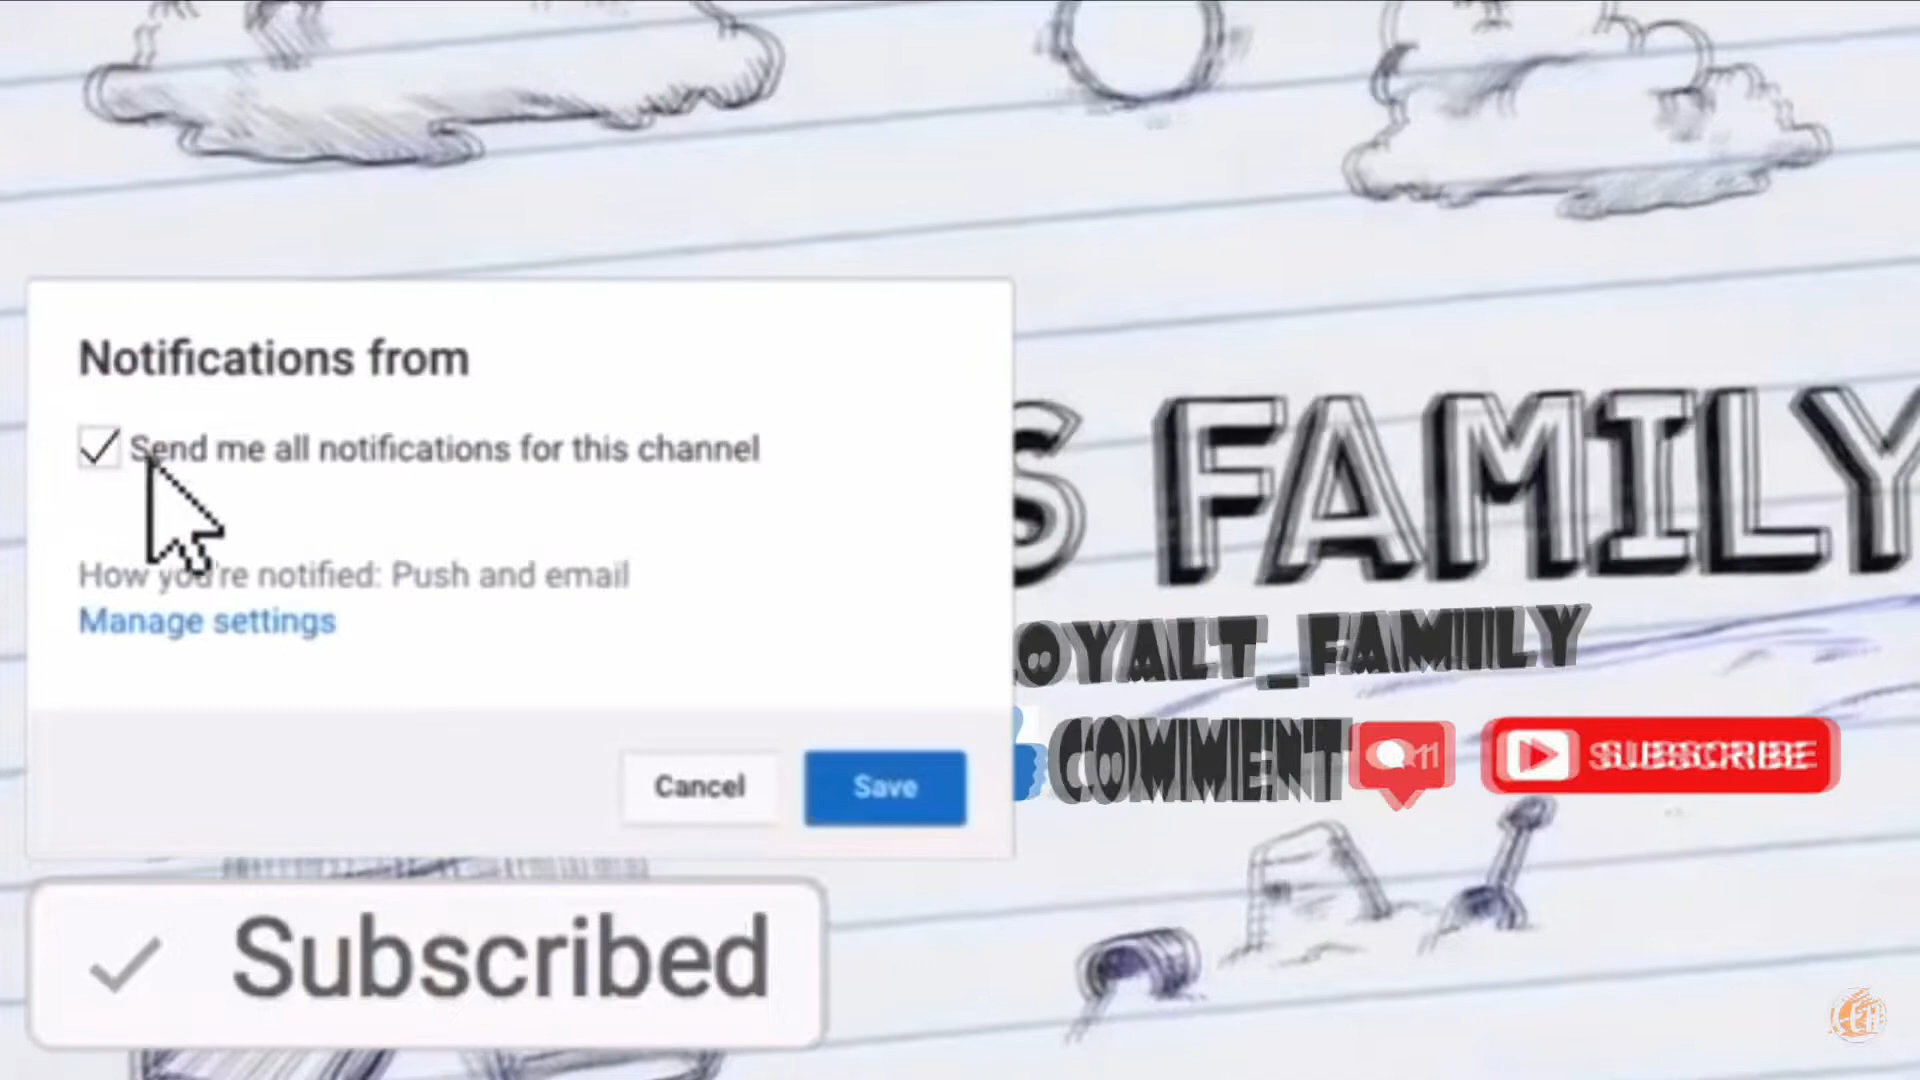 Notifications from
Send me all notifications for this channel
How you're notified: Push and email
Manage settings
Cancel
Save
S FAMILY
OYALT_FAMIILY
COMMENT
SUBSCRIBE
Subscribed